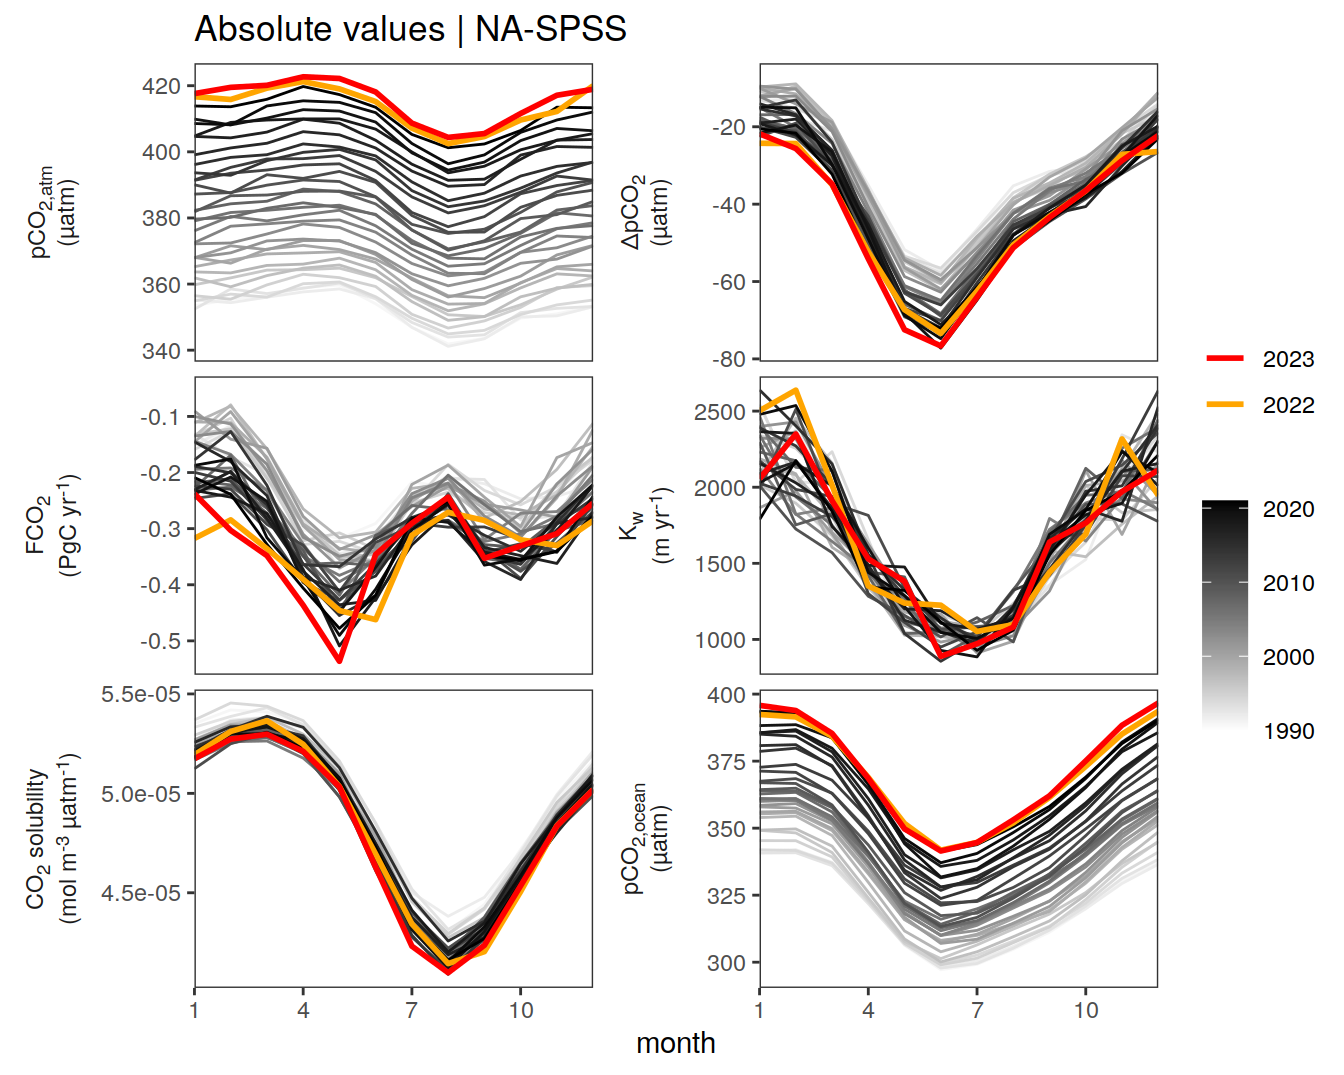 Absolute values | NA-SPSS
pCO2,atm
(µatm)
420
400
380
360
340
ΔpCO2
(µatm)
-20
-40
-60
-80
FCO2
(PgC yr-1)
-0.1
-0.2
-0.3
-0.4
-0.5
Kw
(m yr-1)
2500
2000
1500
1000
CO2 solubility
(mol m-3 µatm-1)
5.5e-05
5.0e-05
4.5e-05
1 4 7 10
pCO2,ocean
(µatm)
400
375
350
325
300
1 4 7 10
month
2023
2022
2020
2010
2000
1990